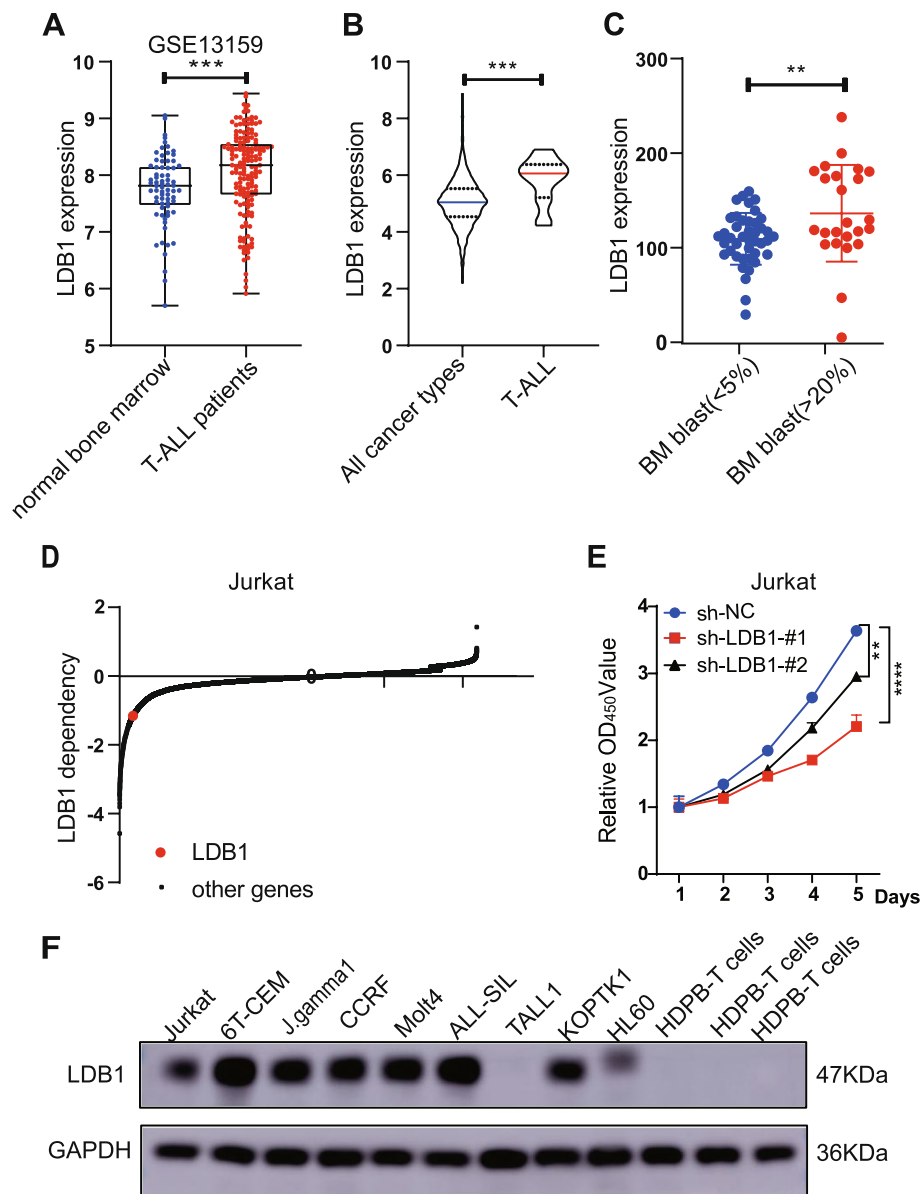 A
GSE13159
***
LDB1 expression
10
9
8
7
6
5
normal bone marrow
T-ALL patients
B
***
LDB1 expression
10
8
6
4
2
0
All cancer types
T-ALL
C
**
LDB1 expression
300
200
100
0
BM blast(<5%)
BM blast(>20%)
D
Jurkat
LDB1 dependency
2
0
-2
-4
-6
0
LDB1
other genes
E
Jurkat
Relative OD450Value
4
3
2
1
0
sh-NC
sh-LDB1-#1
sh-LDB1-#2
**
****
1 2 3 4 5 Days
F
Jurkat
6T-CEM
J.gamma1
CCRF
Molt4
ALL-SIL
TALL1
KOPTK1
HL60
HDPB-T cells
HDPB-T cells
HDPB-T cells
LDB1
47KDa
GAPDH
36KDa